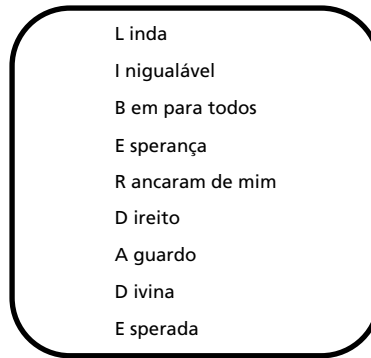 L inda
I nigualável
B em para todos
E sperança
R ancaram de mim
D ireito
A guardo
D ivina
E sperada